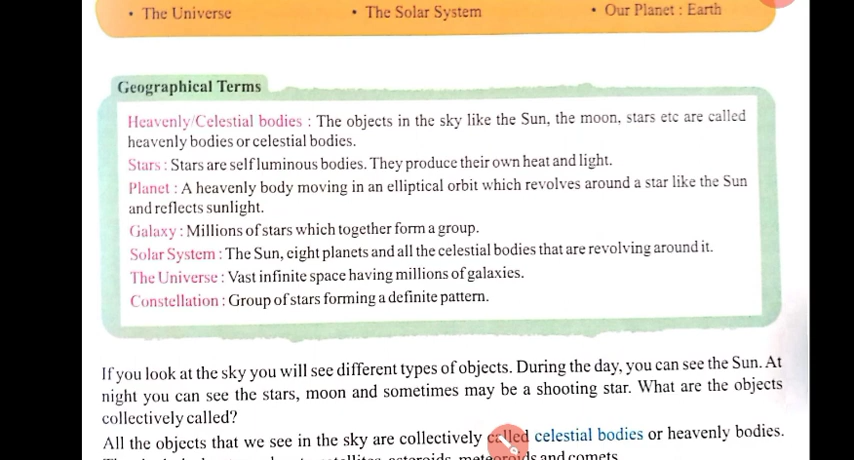 • The Universe • The Solar System • Our Planet : Earth
Geographical Terms
Heavenly/Celestial bodies : The objects in the sky like the Sun, the moon, stars etc are called
heavenly bodies or celestial bodies.
Stars : Stars are self luminous bodies. They produce their own heat and light.
Planet : A heavenly body moving in an elliptical orbit which revolves around a star like the Sun
and reflects sunlight.
Galaxy : Millions of stars which together form a group.
Solar System : The Sun, eight planets and all the celestial bodies that are revolving around it.
The Universe : Vast infinite space having millions of galaxies.
Constellation : Group of stars forming a definite pattern.
If you look at the sky you will see different types of objects. During the day, you can see the Sun. At
night you can see the stars, moon and sometimes may be a shooting star. What are the objects
collectively called?
All the objects that we see in the sky are collectively called celestial bodies or heavenly bodies.
asteroids, meteoroids and comets.